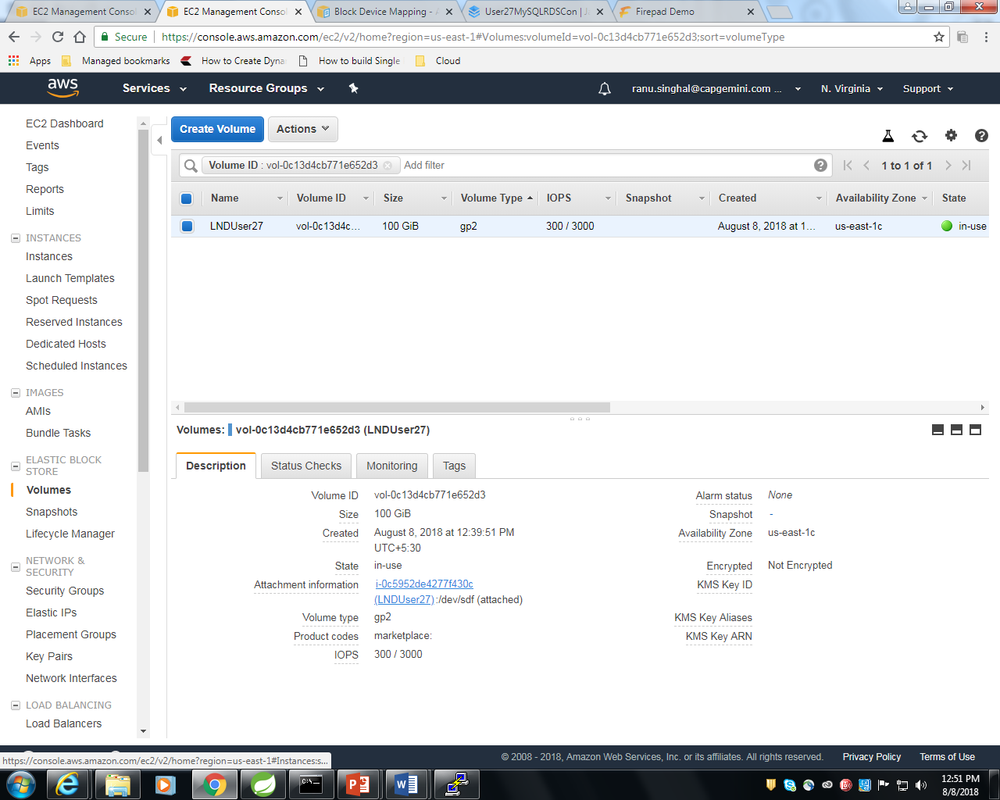 EC2 Management Conso
EC2 Management Conso
Block Device Mapping - A
User27MySQLRDSCon | J
Firepad Demo
Secure
https://console.aws.amazon.com/ec2/v2/home?region=us-east-1#Volumes:volumeId=vol-0c13d4cb771e652d3;sort=volumeType
Apps
Managed bookmarks
How to Create Dyna
How to build Single
Cloud
aws
Services
Resource Groups
ranu.singhal@capgemini.com ...
N. Virginia
Support
EC2 Dashboard
Events
Tags
Reports
Limits
INSTANCES
Instances
Launch Templates
Spot Requests
Reserved Instances
Dedicated Hosts
Scheduled Instances
IMAGES
AMIs
Bundle Tasks
ELASTIC BLOCK
STORE
Volumes
Snapshots
Lifecycle Manager
NETWORK &
SECURITY
Security Groups
Elastic IPs
Placement Groups
Key Pairs
Network Interfaces
LOAD BALANCING
Load Balancers
Create Volume
Actions
Volume ID : vol-0c13d4cb771e652d3
Add filter
1 to 1 of 1
Name Volume ID Size Volume Type IOPS Snapshot Created Availability Zone State
LNDUser27 vol-0c13d4c... 100 GiB gp2 300 / 3000 August 8, 2018 at 1... us-east-1c in-use
Volumes: vol-0c13d4cb771e652d3 (LNDUser27)
Description
Status Checks
Monitoring
Tags
Volume ID vol-0c13d4cb771e652d3
Size 100 GiB
Created August 8, 2018 at 12:39:51 PM
UTC+5:30
State in-use
Attachment information i-0c5952de4277f430c
(LNDUser27):/dev/sdf (attached)
Volume type gp2
Product codes marketplace:
IOPS 300 / 3000
Alarm status None
Snapshot -
Availability Zone us-east-1c
Encrypted Not Encrypted
KMS Key ID
KMS Key Aliases
KMS Key ARN
https://console.aws.amazon.com/ec2/v2/home?region=us-east-1#Instances:s...
© 2008 - 2018, Amazon Web Services, Inc. or its affiliates. All rights reserved.
Privacy Policy
Terms of Use
12:51 PM
8/8/2018